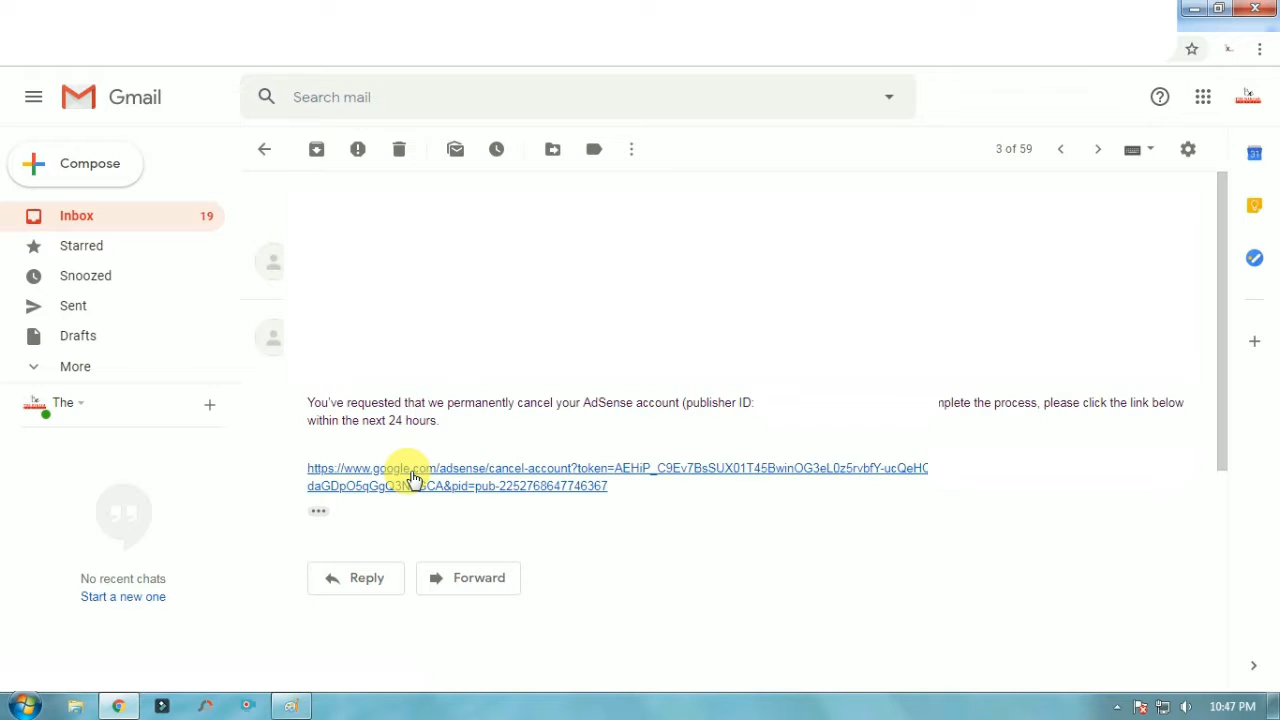 Gmail
Search mail
Compose
3 of 59
Inbox 19
Starred
Snoozed
Sent
Drafts
More
The
31
You've requested that we permanently cancel your AdSense account (publisher ID:
mplete the process, please click the link below
within the next 24 hours.
https://www.google.com/adsense/cancel-account?token=AEHiP_C9Ev7BsSUX01T45BwinOG3eL0z5rvbfY-ucQeHC
CA&pid=pub-2252768647746367
Reply
Forward
No recent chats
Start a new one
10:47 PM